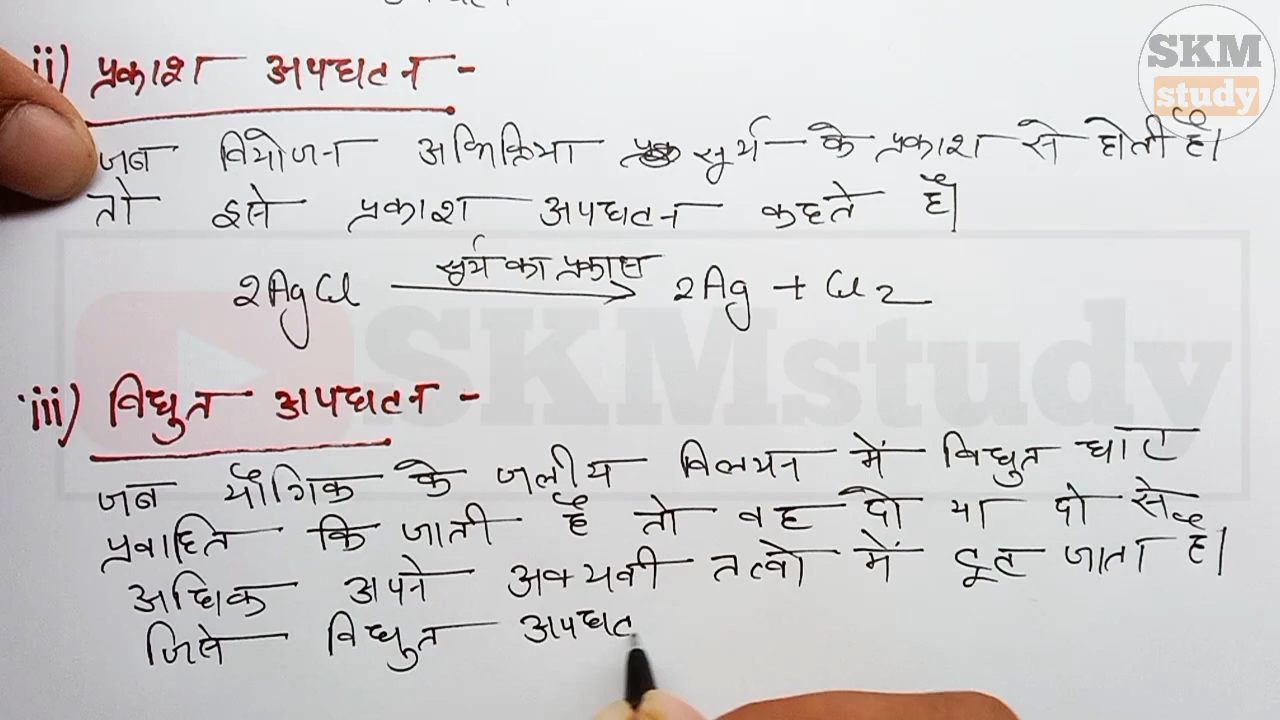 SKM
study
ii) प्रकाश अपघटन -
जब वियोजन अभिक्रिया सूर्य के प्रकाश से होती है।
तो इसे प्रकाश अपघटन कहते है।
2AgCl सूर्य का प्रकाश 2Ag + Cl2
SKMstudy
iii) विधुत अपघटन -
जब यौगिक के जलीय विलयन में विधुत धारा
प्रवाहित कि जाती है तो वह दो या दो से
अधिक अपने अवयवी तत्वो में टूट जाता है।
जिसे विधुत अपघट